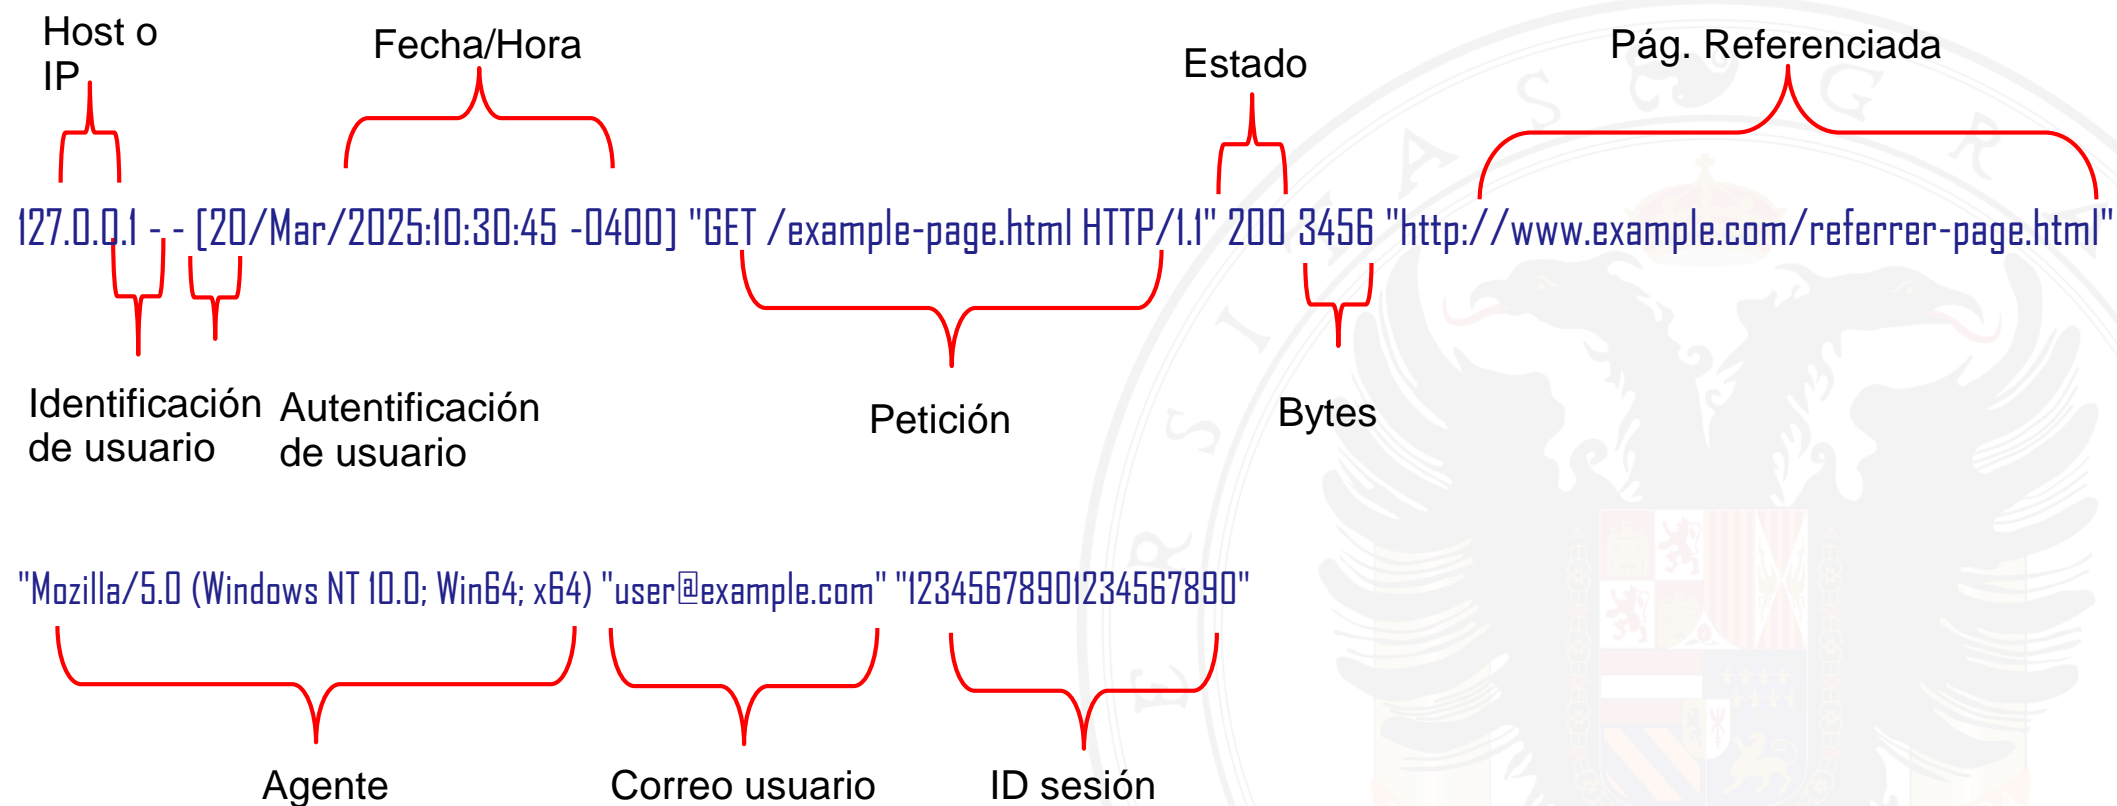 Host o
IP
Fecha/Hora
Estado
Pág. Referenciada
127.0.0.1 - - [20/Mar/2025:10:30:45 -0400] "GET /example-page.html HTTP/1.1" 200 3456 "http://www.example.com/referrer-page.html"
Identificación
de usuario
Autentificación
de usuario
Petición
Bytes
"Mozilla/5.0 (Windows NT 10.0; Win64; x64) "user@example.com" "12345678901234567890"
Agente
Correo usuario
ID sesión